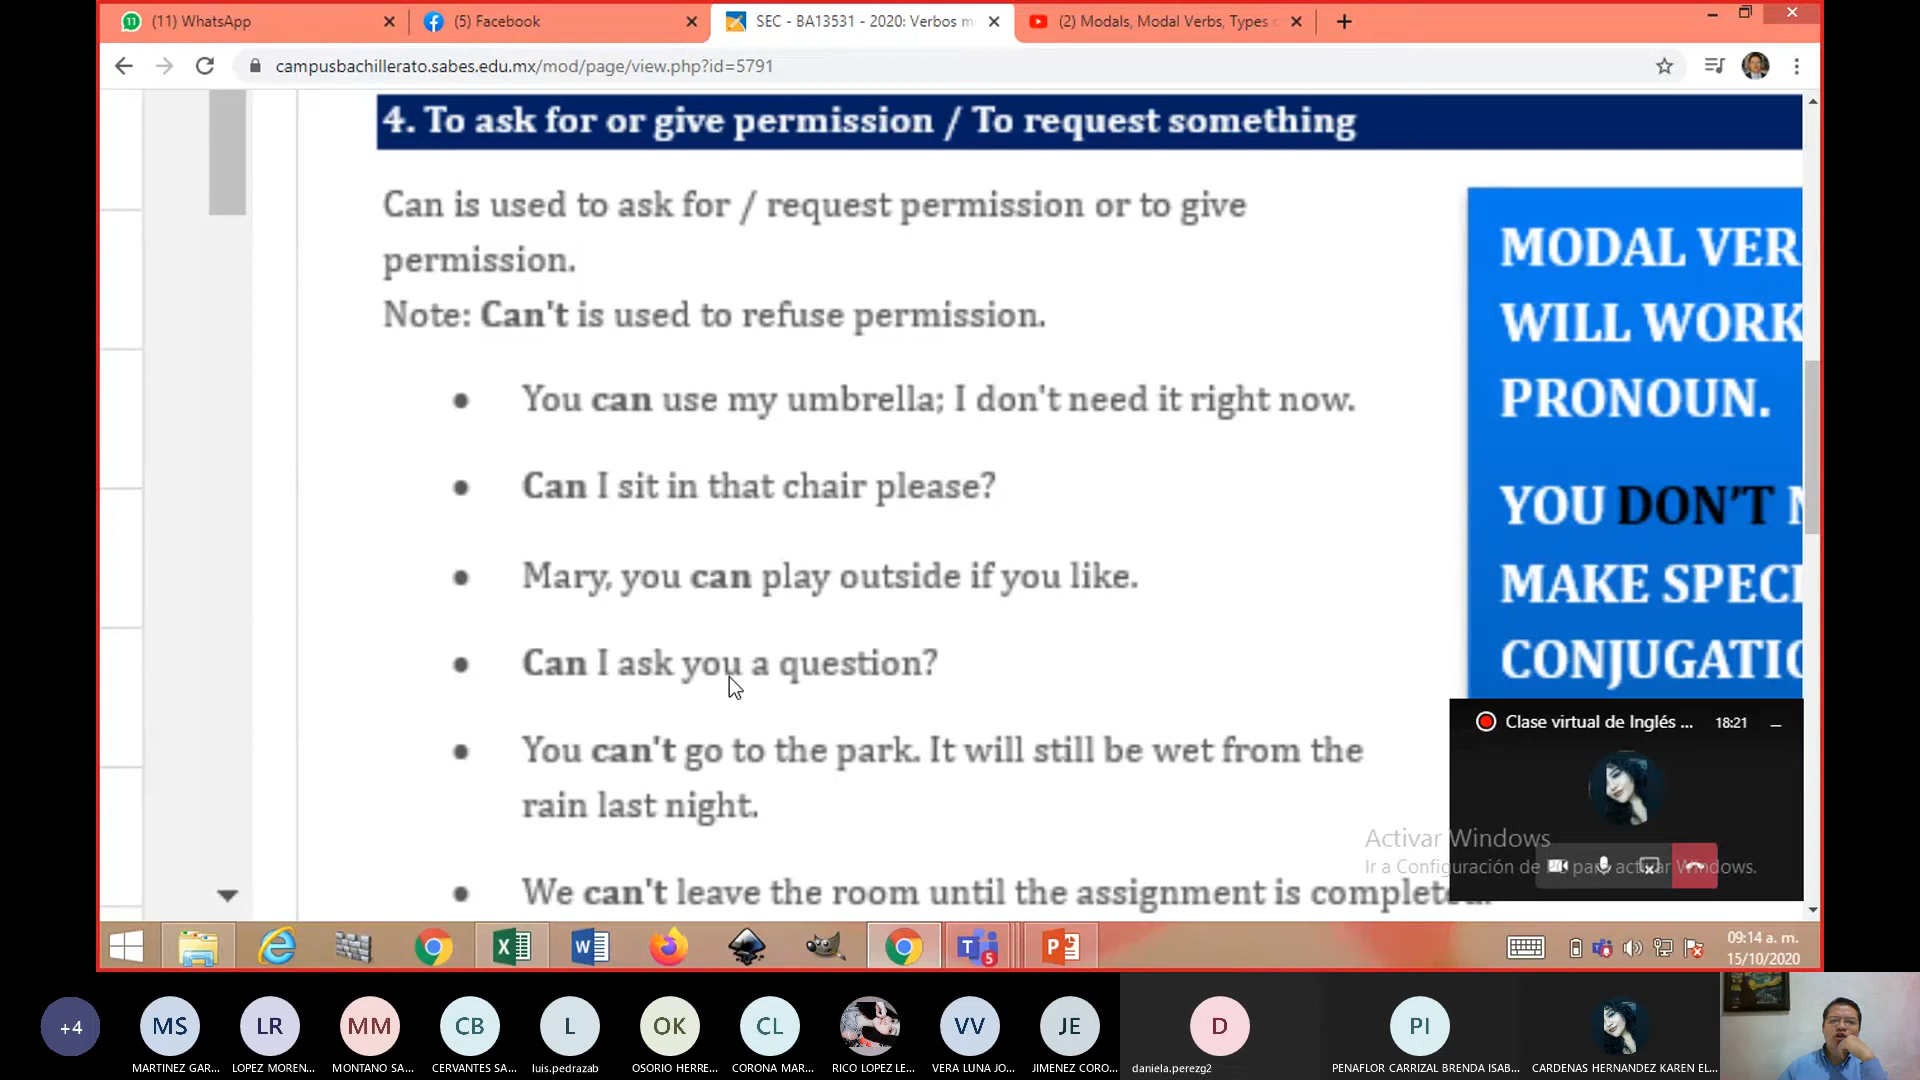 (11) WhatsApp
(5) Facebook
SEC - BA13531 - 2020: Verbos m
(2) Modals, Modal Verbs, Types
campusbachillerato.sabes.edu.mx/mod/page/view.php?id=5791
4. To ask for or give permission / To request something
Can is used to ask for / request permission or to give
permission.
Note: Can't is used to refuse permission.
You can use my umbrella; I don't need it right now.
Can I sit in that chair please?
Mary, you can play outside if you like.
Can I ask you a question?
You can't go to the park. It will still be wet from the
rain last night.
We can't leave the room until the assignment is complete
MODAL VER
WILL WORK
PRONOUN.
YOU DON'T
MAKE SPECI
CONJUGATIO
Clase virtual de Inglés ... 18:21
Activar Windows
Ir a Configuración de PC para activar Windows.
5
09:14 a. m.
15/10/2020
+4
MS
LR
MM
CB
L
OK
CL
VV
JE
D
PI
MARTINEZ GAR...
LOPEZ MOREN...
MONTANO SA...
CERVANTES SA...
luis.pedrazab
OSORIO HERRE...
CORONA MAR...
RICO LOPEZ LE...
VERA LUNA JO...
JIMENEZ CORO...
daniela.perezg2
PENAFLOR CARRIZAL BRENDA ISAB...
CARDENAS HERNANDEZ KAREN EL...